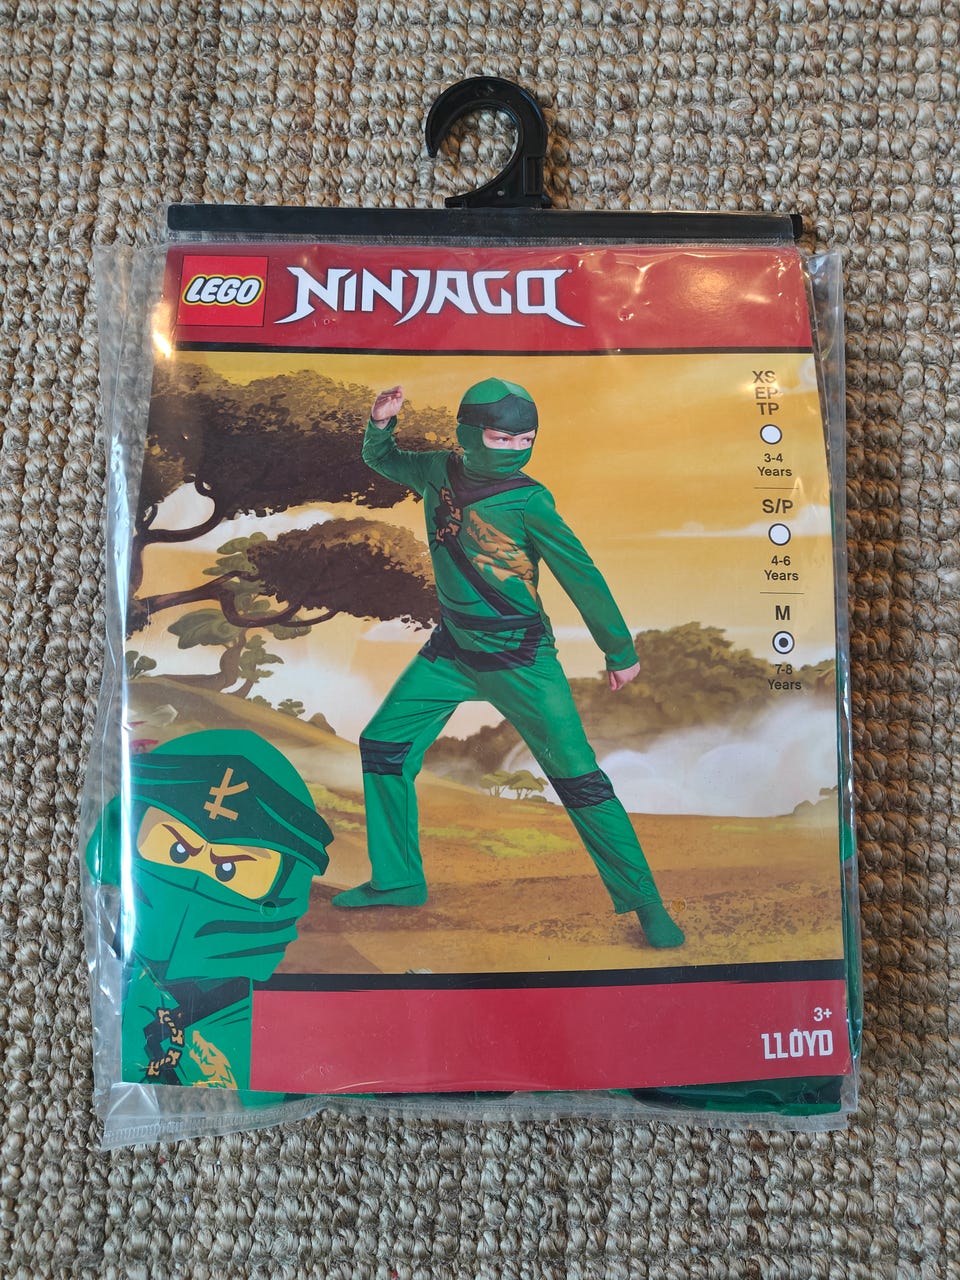 LEGO
NINJAGO
XS
EP
TP
3-4
Years
S/P
4-6
Years
M
7-8
Years
3+
LLOYD